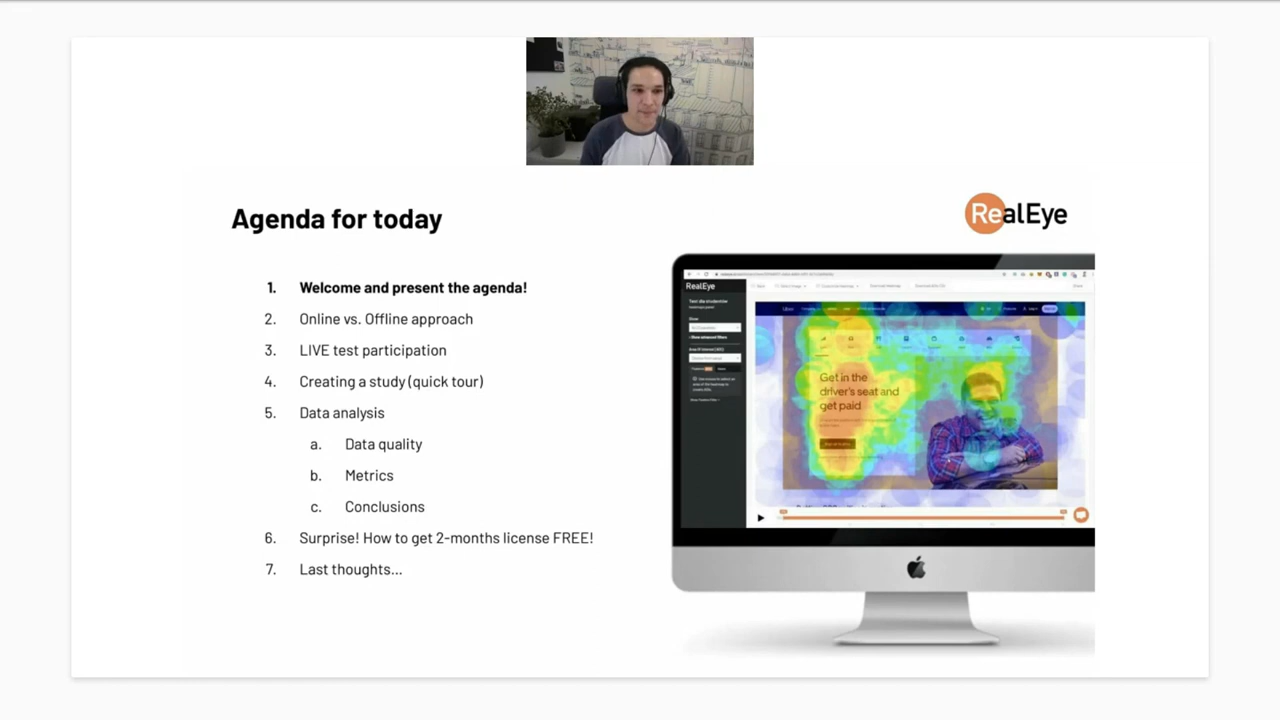 Agenda for today
RealEye
1. Welcome and present the agenda!
2. Online vs. Offline approach
3. LIVE test participation
4. Creating a study (quick tour)
5. Data analysis
a. Data quality
b. Metrics
c. Conclusions
6. Surprise! How to get 2-months license FREE!
7. Last thoughts...
RealEye
Get in the
driver's seat and
get paid